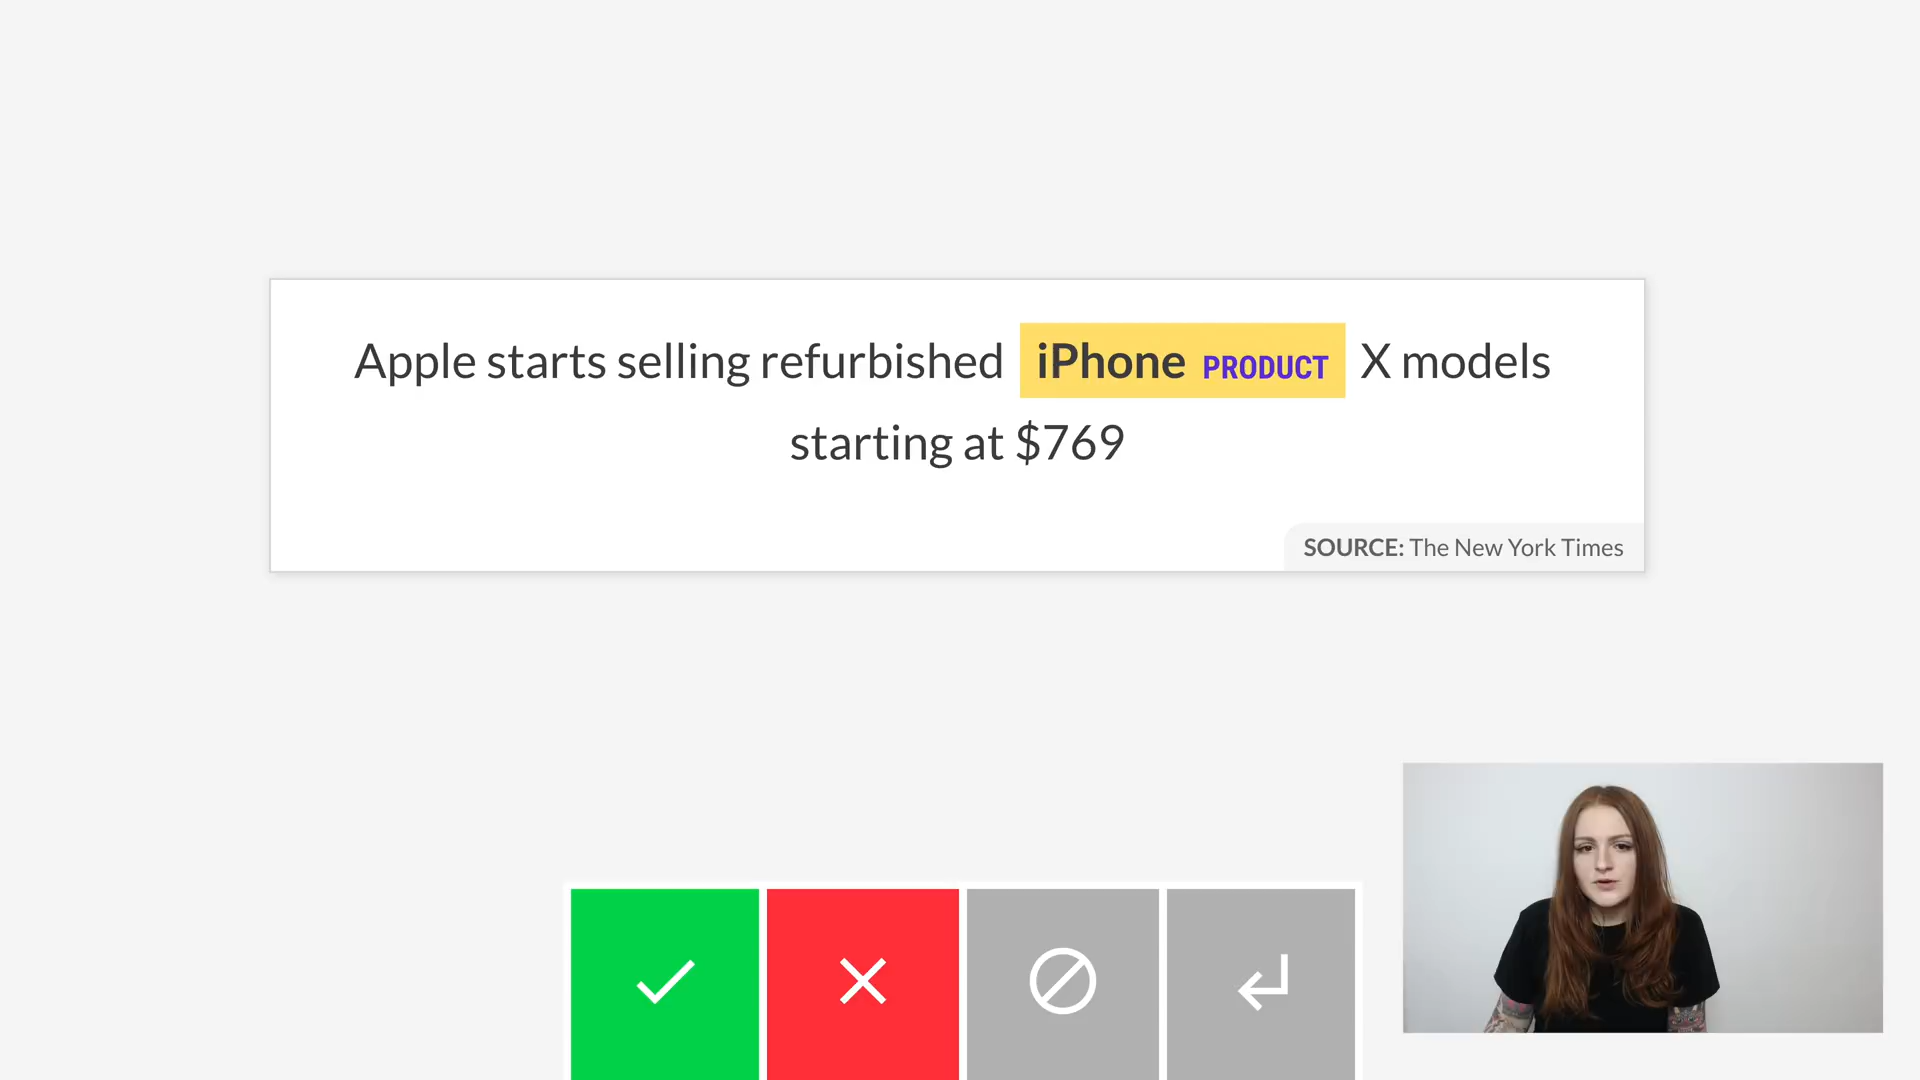 Apple starts selling refurbished iPhone PRODUCT X models
starting at $769
SOURCE: The New York Times